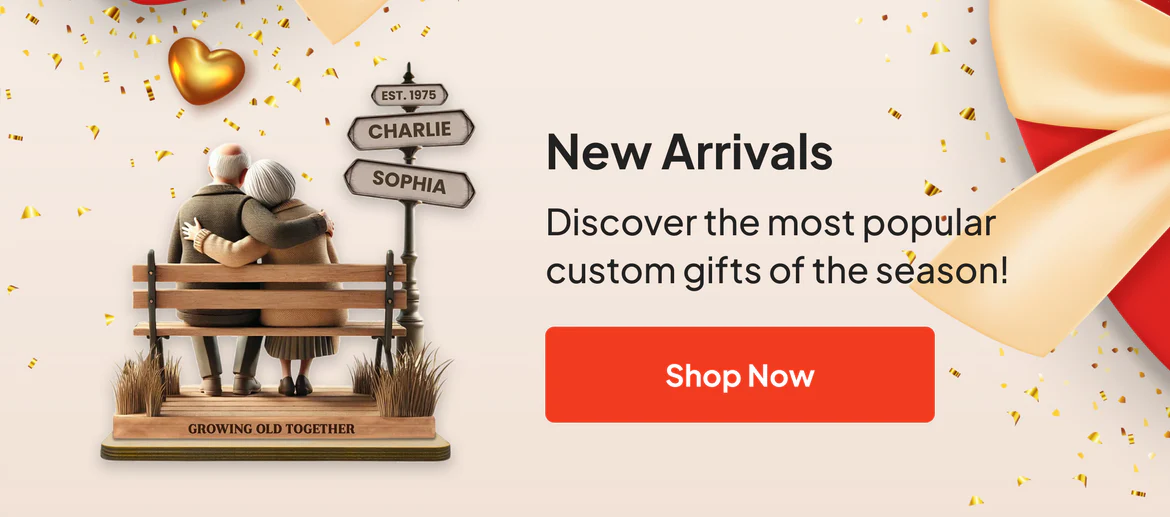 EST. 1975
CHARLIE
SOPHIA
GROWING OLD TOGETHER
New Arrivals
Discover the most popular
custom gifts of the season!
Shop Now